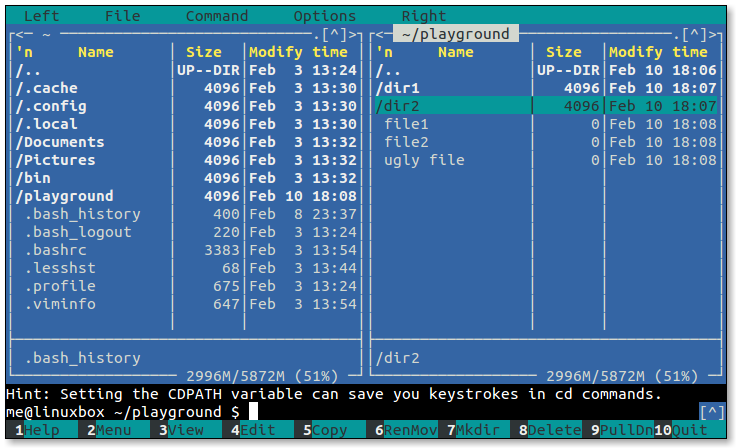 Left File Command Options Right
<─ ~ ─.[^]> <─ ~/playground ─.[^]>
'n Name Size Modify time 'n Name Size Modify time
/.. UP--DIR Feb 3 13:24 /.. UP--DIR Feb 10 18:06
/.cache 4096 Feb 3 13:30 /dir1 4096 Feb 10 18:07
/.config 4096 Feb 3 13:30 /dir2 4096 Feb 10 18:07
/.local 4096 Feb 3 13:30 file1 0 Feb 10 18:08
/Documents 4096 Feb 3 13:32 file2 0 Feb 10 18:08
/Pictures 4096 Feb 3 13:32 ugly file 0 Feb 10 18:08
/bin 4096 Feb 3 13:32
/playground 4096 Feb 10 18:08
.bash_history 400 Feb 8 23:37
.bash_logout 220 Feb 3 13:24
.bashrc 3383 Feb 3 13:54
.lesshst 68 Feb 3 13:44
.profile 675 Feb 3 13:24
.viminfo 647 Feb 3 13:54
.bash_history /dir2
2996M/5872M (51%) 2996M/5872M (51%)
Hint: Setting the CDPATH variable can save you keystrokes in cd commands.
me@linuxbox ~/playground $ [^]
1Help 2Menu 3View 4Edit 5Copy 6RenMov 7Mkdir 8Delete 9PullDn 10Quit